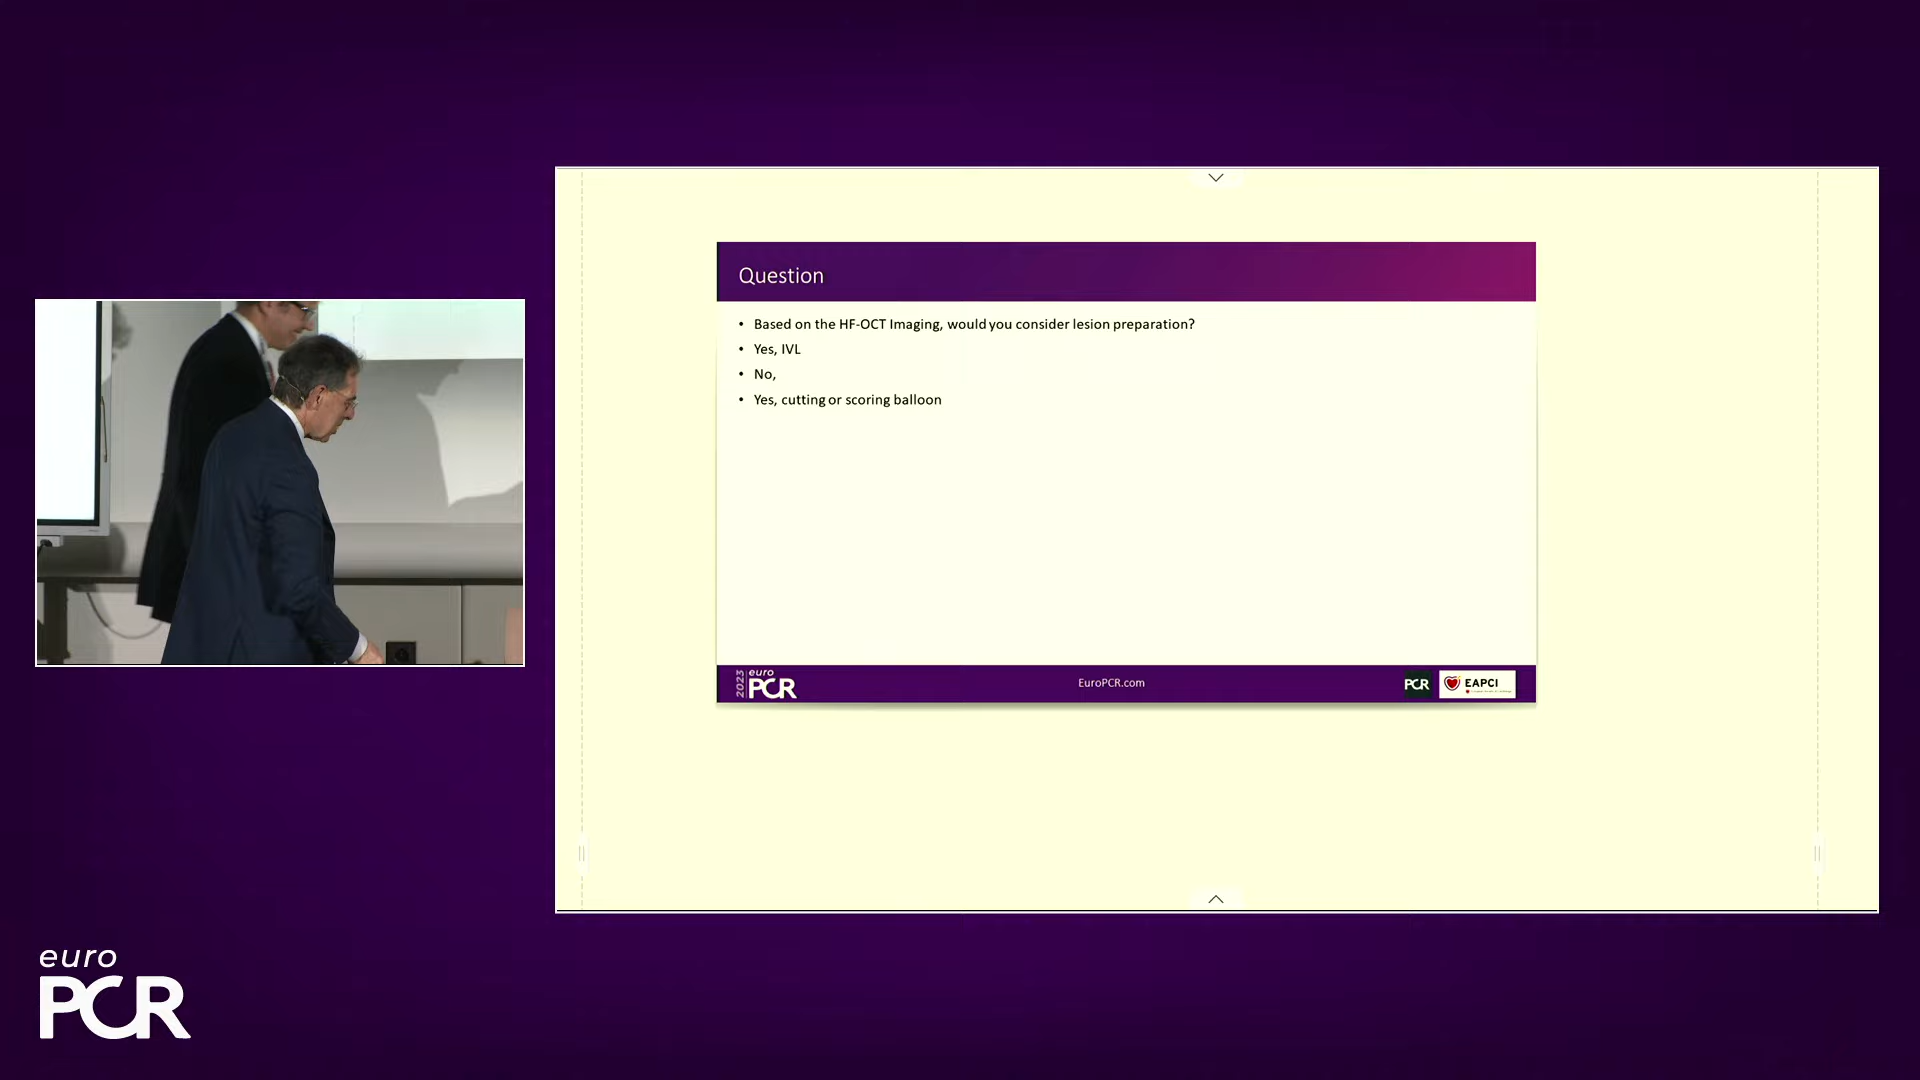 Question
• Based on the HF-OCT Imaging, would you consider lesion preparation?
• Yes, IVL
• No,
• Yes, cutting or scoring balloon
2023 euro PCR
EuroPCR.com
PCR
EAPCI
euro
PCR